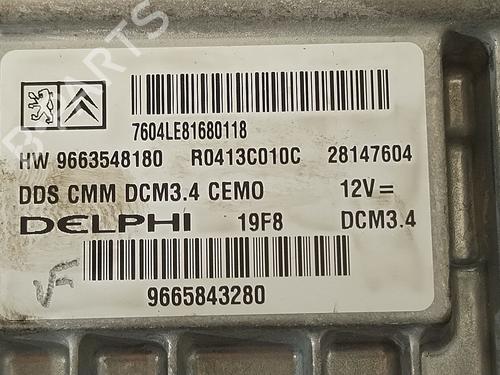 7604LE81680118
HW 9663548180 R0413C010C 28147604
DDS CMM DCM3.4 CEMO 12V=
DELPHI 19F8 DCM3.4
9665843280